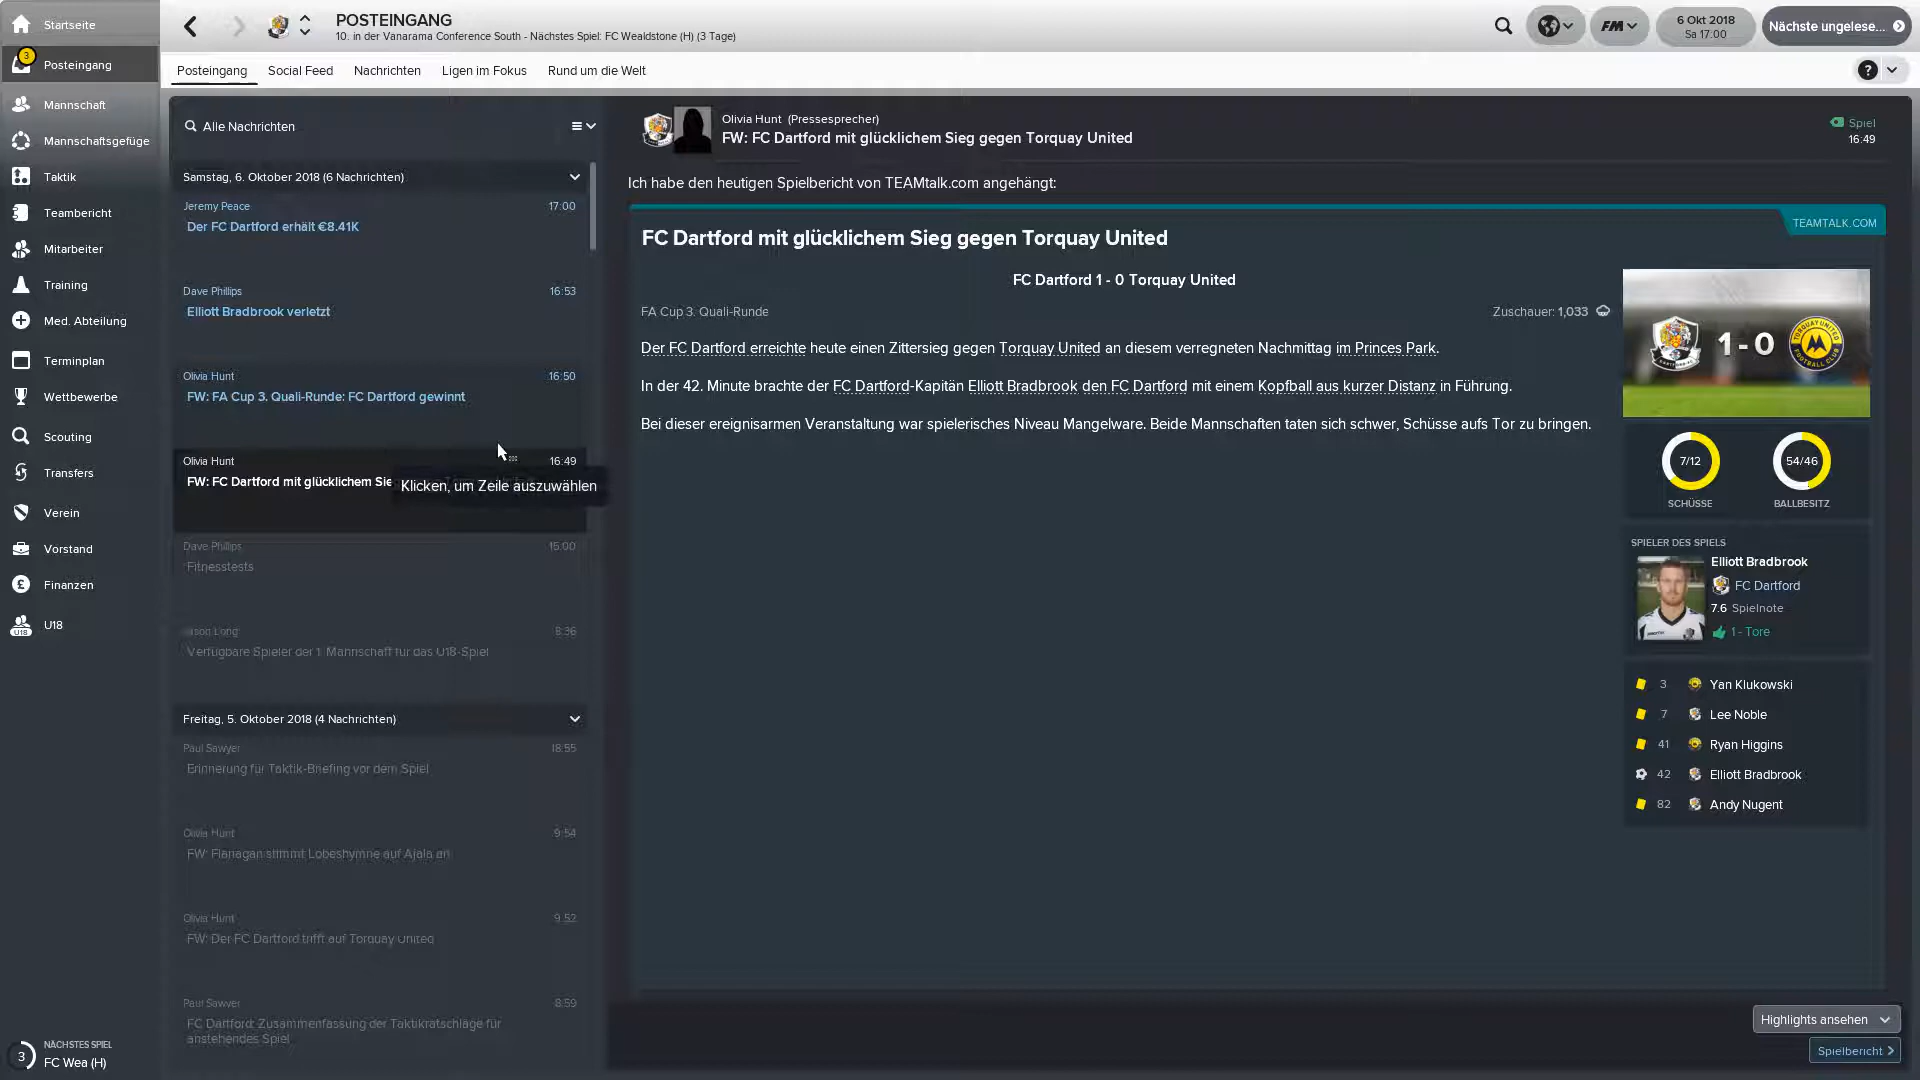 Startseite
3
Posteingang
Mannschaft
Mannschaftsgefüge
Taktik
Teambericht
Mitarbeiter
Training
Med. Abteilung
Terminplan
Wettbewerbe
Scouting
Transfers
Verein
Vorstand
Finanzen
U18
U18
3
NÄCHSTES SPIEL
FC Wea (H)
POSTEINGANG
10. in der Vanarama Conference South - Nächstes Spiel: FC Wealdstone (H) (3 Tage)
FM
6 Okt 2018
Sa 17:00
Nächste ungelese...
Posteingang
Social Feed
Nachrichten
Ligen im Fokus
Rund um die Welt
?
Alle Nachrichten
Samstag, 6. Oktober 2018 (6 Nachrichten)
Jeremy Peace 17:00
Der FC Dartford erhält €8.41K
Dave Phillips 16:53
Elliott Bradbrook verletzt
Olivia Hunt 16:50
FW: FA Cup 3. Quali-Runde: FC Dartford gewinnt
Olivia Hunt 16:49
FW: FC Dartford mit glücklichem Sie
Klicken, um Zeile auszuwählen
Dave Phillips 15:00
Fitnesstests
Long 8:36
Verfügbare Spieler der 1. Mannschaft für das U18-Spiel
Freitag, 5. Oktober 2018 (4 Nachrichten)
Paul Sawyer 18:55
Erinnerung für Taktik-Briefing vor dem Spiel
Olivia Hunt 9:54
FW: Flanagan stimmt Lobeshymne auf Ajala an
Olivia Hunt 9:52
FW: Der FC Dartford trifft auf Torquay United
Paul Sawyer 8:59
FC Dartford: Zusammenfassung der Taktikratschläge für
anstehendes Spiel
Olivia Hunt (Pressesprecher)
FW: FC Dartford mit glücklichem Sieg gegen Torquay United
Spiel
16:49
Ich habe den heutigen Spielbericht von TEAMtalk.com angehängt:
TEAMTALK.COM
FC Dartford mit glücklichem Sieg gegen Torquay United
FC Dartford 1 - 0 Torquay United
FA Cup 3. Quali-Runde
Zuschauer: 1,033
Der FC Dartford erreichte heute einen Zittersieg gegen Torquay United an diesem verregneten Nachmittag im Princes Park.
In der 42. Minute brachte der FC Dartford-Kapitän Elliott Bradbrook den FC Dartford mit einem Kopfball aus kurzer Distanz in Führung.
Bei dieser ereignisarmen Veranstaltung war spielerisches Niveau Mangelware. Beide Mannschaften taten sich schwer, Schüsse aufs Tor zu bringen.
1 - 0
7/12
SCHÜSSE
54/46
BALLBESITZ
SPIELER DES SPIELS
Elliott Bradbrook
FC Dartford
7.6 Spielnote
1 - Tore
3 Yan Klukowski
7 Lee Noble
41 Ryan Higgins
42 Elliott Bradbrook
82 Andy Nugent
Highlights ansehen
Spielbericht